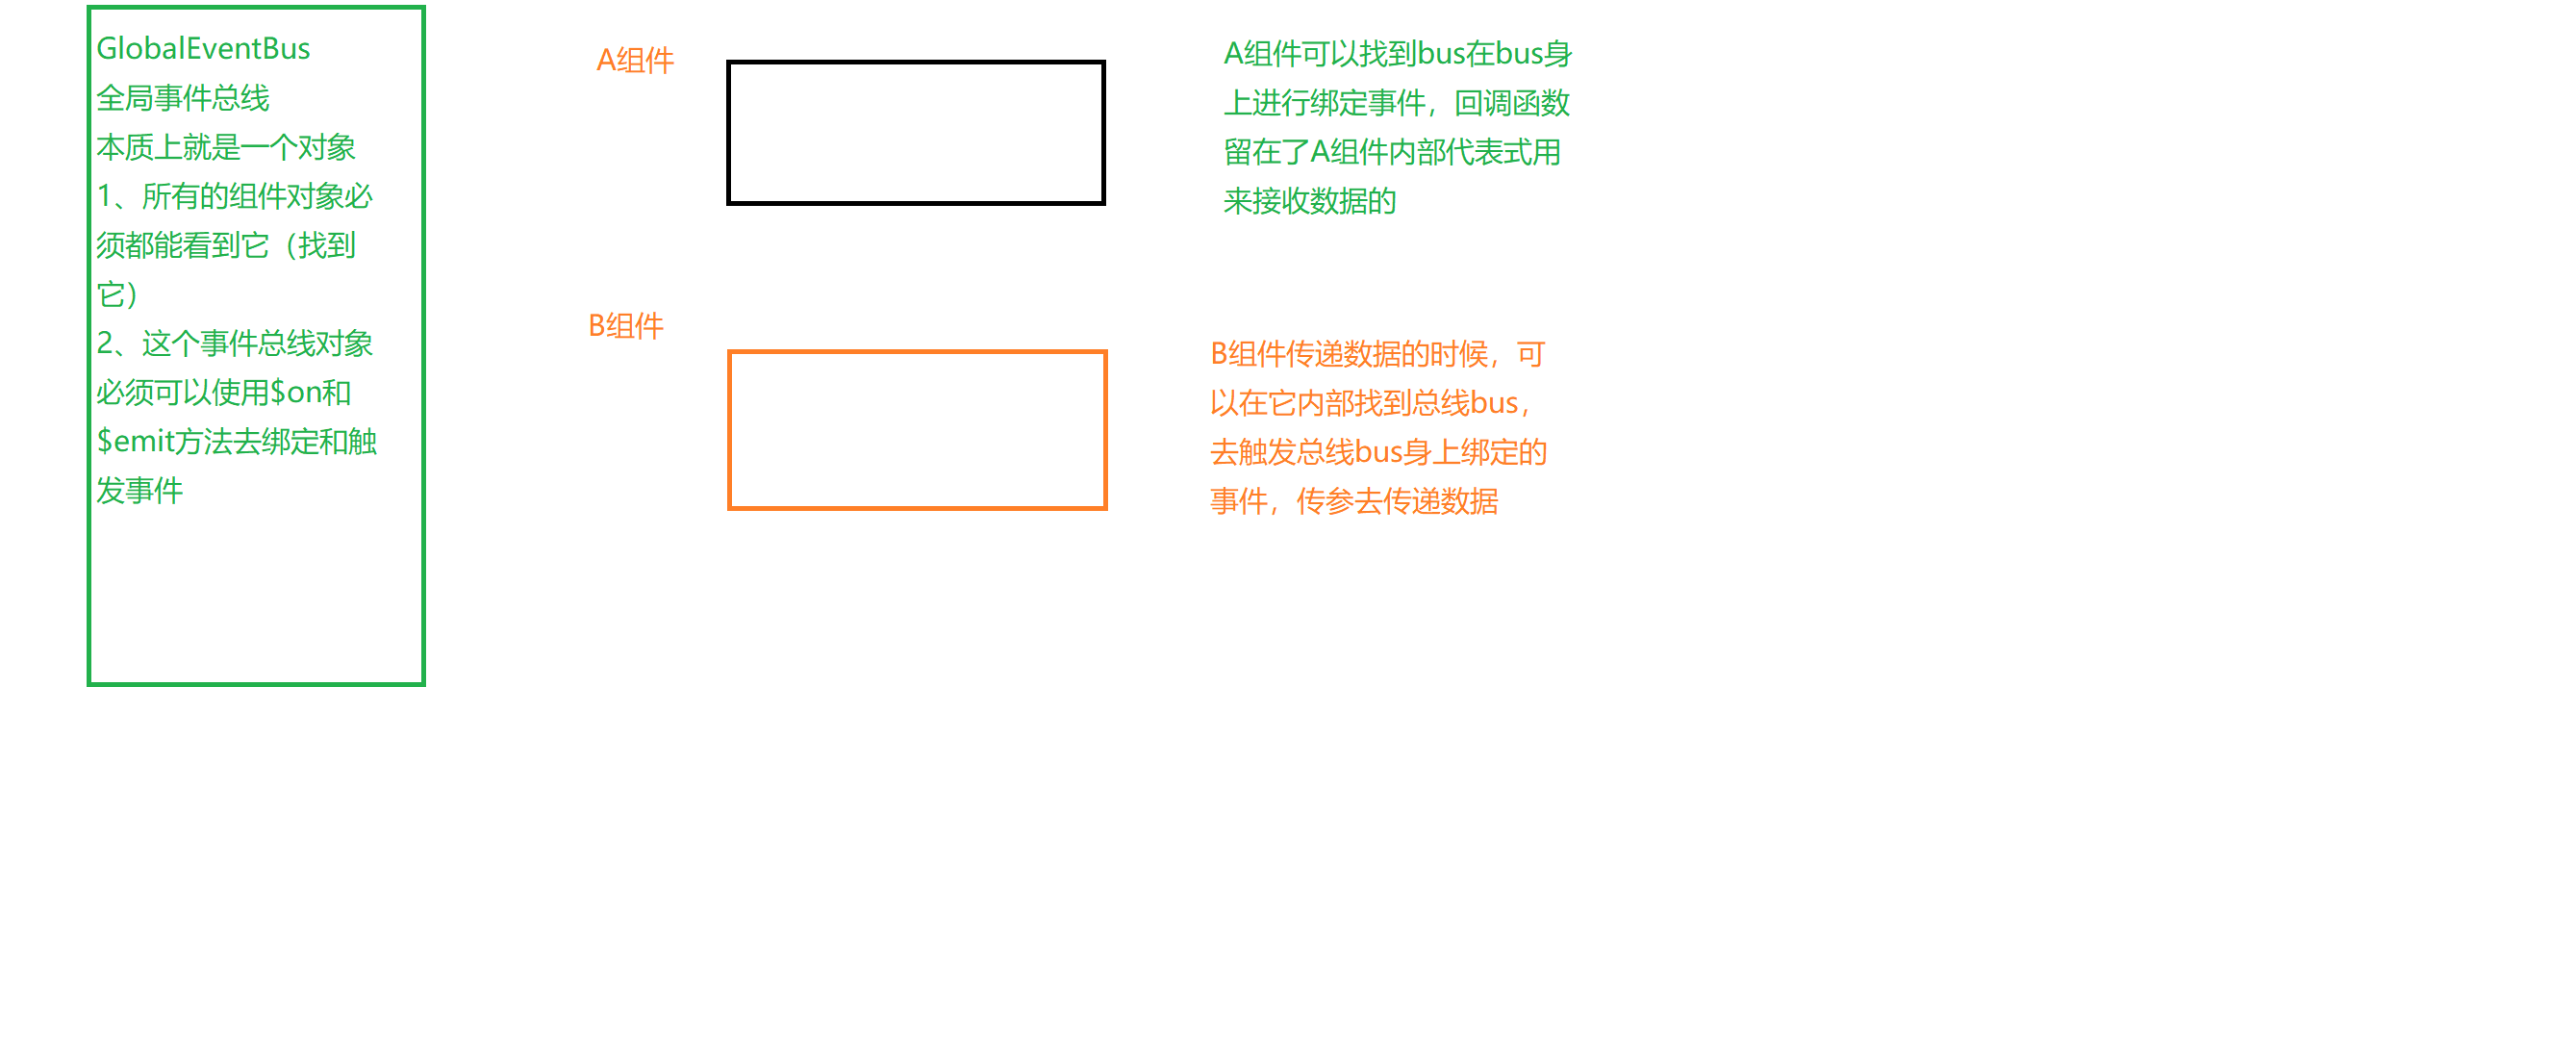 GlobalEventBus
全局事件总线
本质上就是一个对象
1、所有的组件对象必
须都能看到它（找到
它）
2、这个事件总线对象
必须可以使用$on和
$emit方法去绑定和触
发事件
A组件
A组件可以找到bus在bus身
上进行绑定事件，回调函数
留在了A组件内部代表式用
来接收数据的
B组件
B组件传递数据的时候，可
以在它内部找到总线bus，
去触发总线bus身上绑定的
事件，传参去传递数据